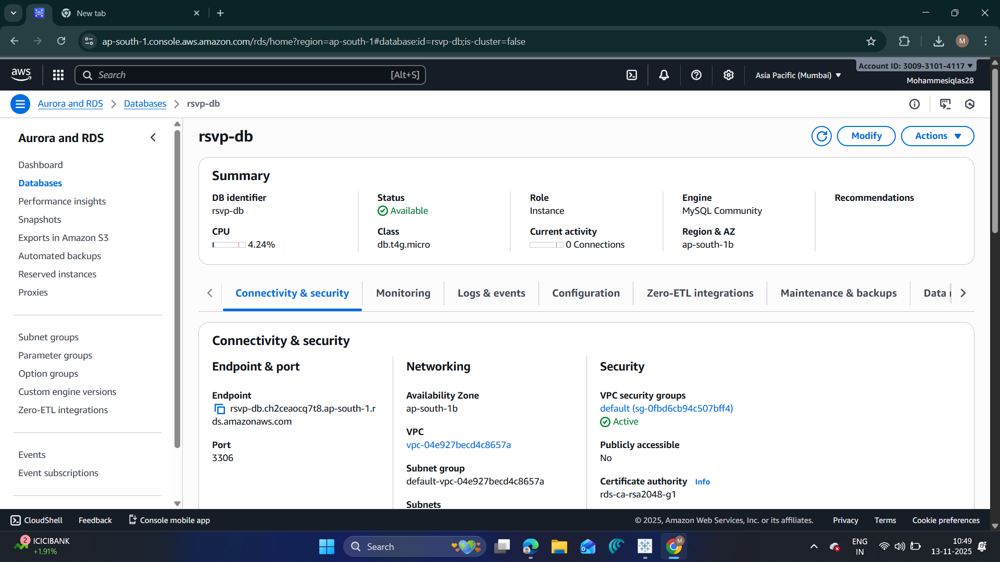 New tab
ap-south-1.console.aws.amazon.com/rds/home?region=ap-south-1#database:id=rsvp-db;is-cluster=false
M
aws
Search
[Alt+S]
Asia Pacific (Mumbai)
Account ID: 3009-3101-4117
Mohammesiqlas28
Aurora and RDS
Databases
rsvp-db
Aurora and RDS
Dashboard
Databases
Performance insights
Snapshots
Exports in Amazon S3
Automated backups
Reserved instances
Proxies
Subnet groups
Parameter groups
Option groups
Custom engine versions
Zero-ETL integrations
Events
Event subscriptions
rsvp-db
Modify
Actions
Summary
DB identifier
rsvp-db
Status
Available
Role
Instance
Engine
MySQL Community
Recommendations
CPU
4.24%
Class
db.t4g.micro
Current activity
0 Connections
Region & AZ
ap-south-1b
Connectivity & security
Monitoring
Logs & events
Configuration
Zero-ETL integrations
Maintenance & backups
Data
Connectivity & security
Endpoint & port
Endpoint
rsvp-db.ch2ceaocq7t8.ap-south-1.r
ds.amazonaws.com
Port
3306
Networking
Availability Zone
ap-south-1b
VPC
vpc-04e927becd4c8657a
Subnet group
default-vpc-04e927becd4c8657a
Subnets
Security
VPC security groups
default (sg-0fbd6cb94c507bff4)
Active
Publicly accessible
No
Certificate authority Info
rds-ca-rsa2048-g1
CloudShell
Feedback
Console mobile app
© 2025, Amazon Web Services, Inc. or its affiliates.
Privacy
Terms
Cookie preferences
2
ICICIBANK
+1.91%
Search
M
ENG
IN
10:49
13-11-2025